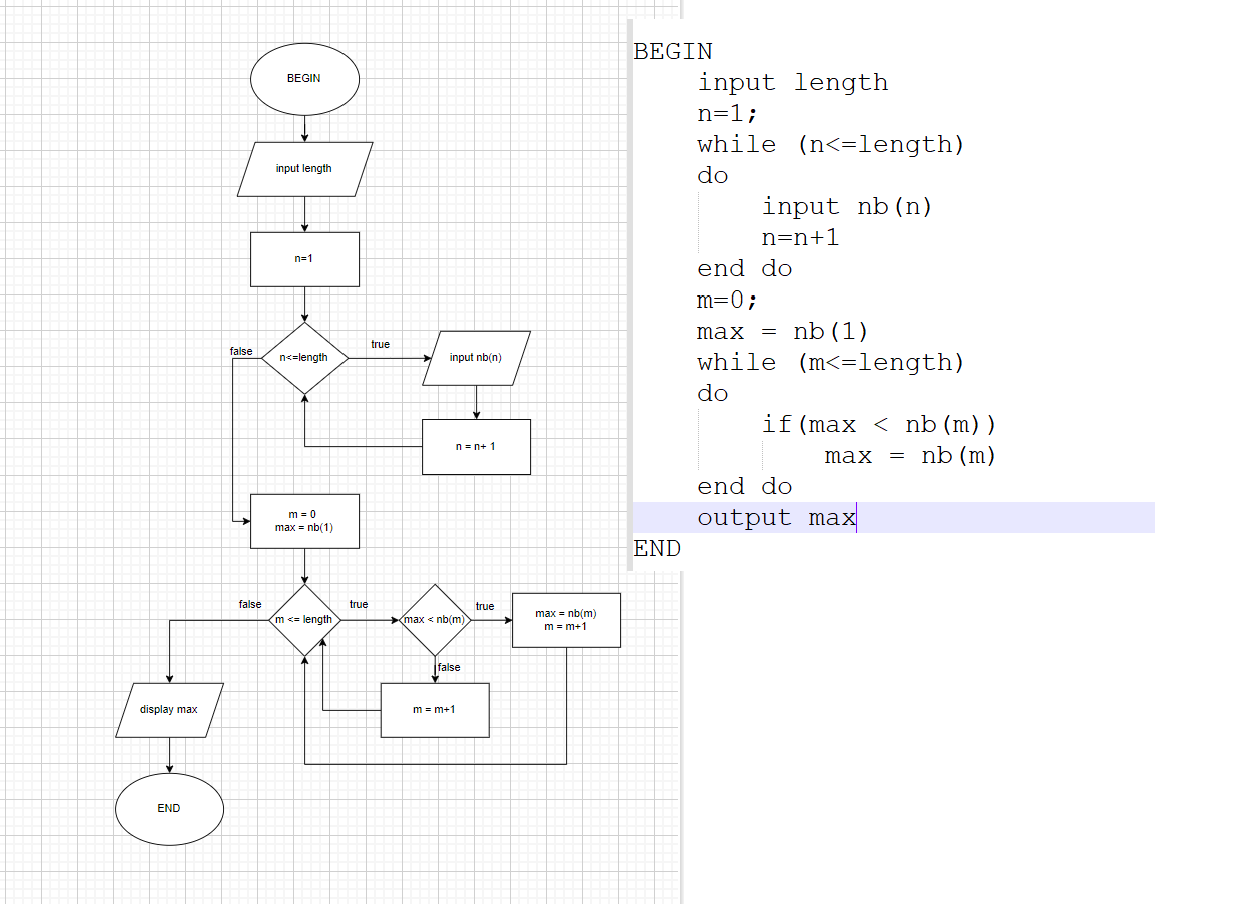 BEGIN
input length
n=1
n<=length
true
false
input nb(n)
n = n+ 1
m = 0
max = nb(1)
m <= length
false
true
max < nb(m)
true
max = nb(m)
m = m+1
false
m = m+1
display max
END
BEGIN
input length
n=1;
while (n<=length)
do
input nb(n)
n=n+1
end do
m=0;
max = nb(1)
while (m<=length)
do
if(max < nb(m))
max = nb(m)
end do
output max
END